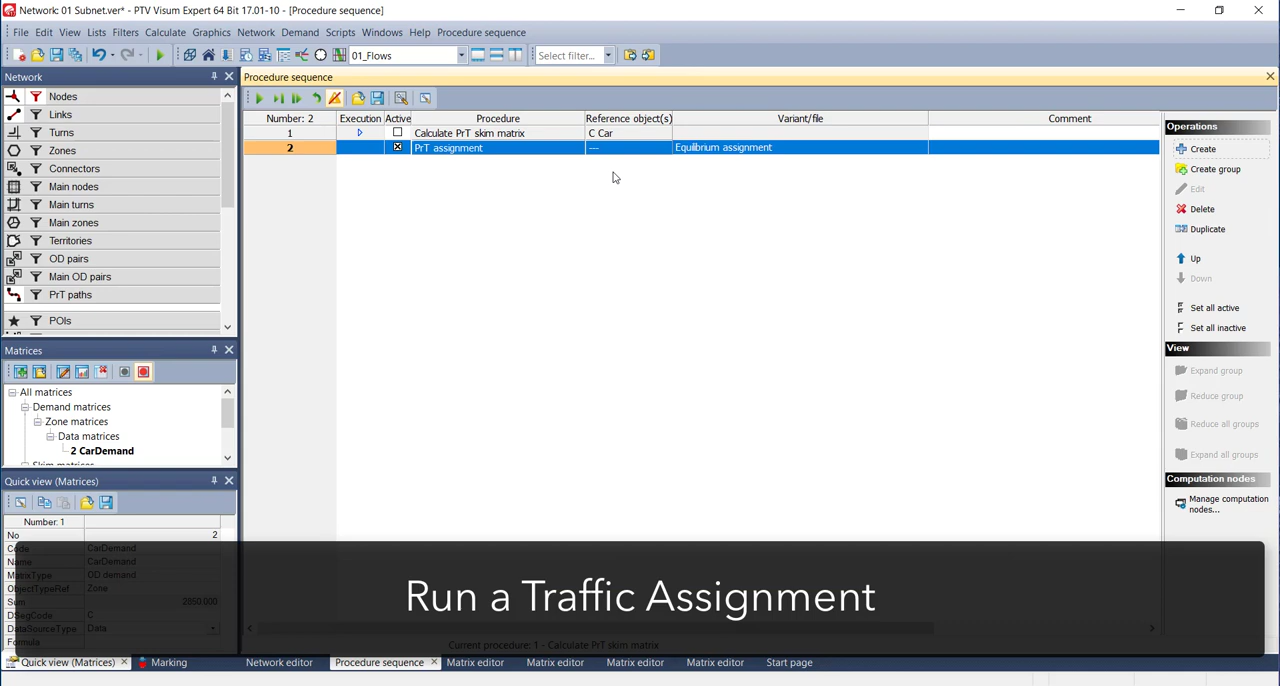 Network: 01 Subnet.ver* - PTV Visum Expert 64 Bit 17.01-10 - [Procedure sequence]
File Edit View Lists Filters Calculate Graphics Network Demand Scripts Windows Help Procedure sequence
01_Flows Select filter...
Network
Nodes
Links
Turns
Zones
Connectors
Main nodes
Main turns
Main zones
Territories
OD pairs
Main OD pairs
PrT paths
POIs
Matrices
All matrices
Demand matrices
Zone matrices
Data matrices
2 CarDemand
Quick view (Matrices)
Number: 1
No 2
Code CarDemand
Name CarDemand
MatrixType OD demand
ObjectTypeRef Zone
Sum 2850.000
DSegCode C
DataSourceType Data
Formula
Procedure sequence
Number: 2 Execution Active Procedure Reference object(s) Variant/file Comment
1 Calculate PrT skim matrix C Car
2 PrT assignment --- Equilibrium assignment
Operations
Create
Create group
Edit
Delete
Duplicate
Up
Down
Set all active
Set all inactive
View
Expand group
Reduce group
Reduce all groups
Expand all groups
Computation nodes
Manage computation
nodes...
Run a Traffic Assignment
Current procedure: 1 - Calculate PrT skim matrix
Quick view (Matrices) Marking Network editor Procedure sequence Matrix editor Matrix editor Matrix editor Matrix editor Start page